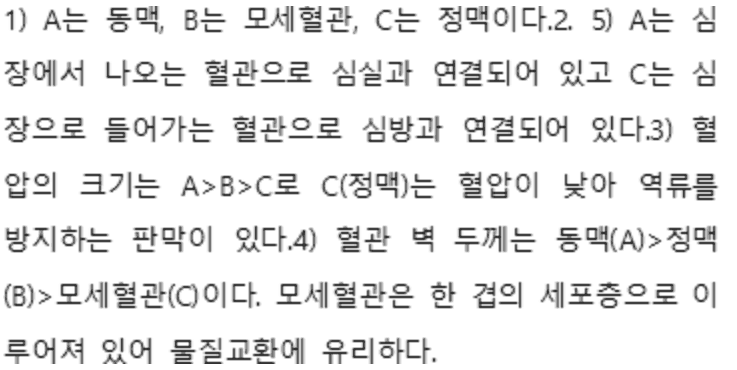 1) A는 동맥, B는 모세혈관, C는 정맥이다.2. 5) A는 심
장에서 나오는 혈관으로 심실과 연결되어 있고 C는 심
장으로 들어가는 혈관으로 심방과 연결되어 있다.3) 혈
압의 크기는 A>B>C로 C(정맥)는 혈압이 낮아 역류를
방지하는 판막이 있다.4) 혈관 벽 두께는 동맥(A)>정맥
(B)>모세혈관(C)이다. 모세혈관은 한 겹의 세포층으로 이
루어져 있어 물질교환에 유리하다.